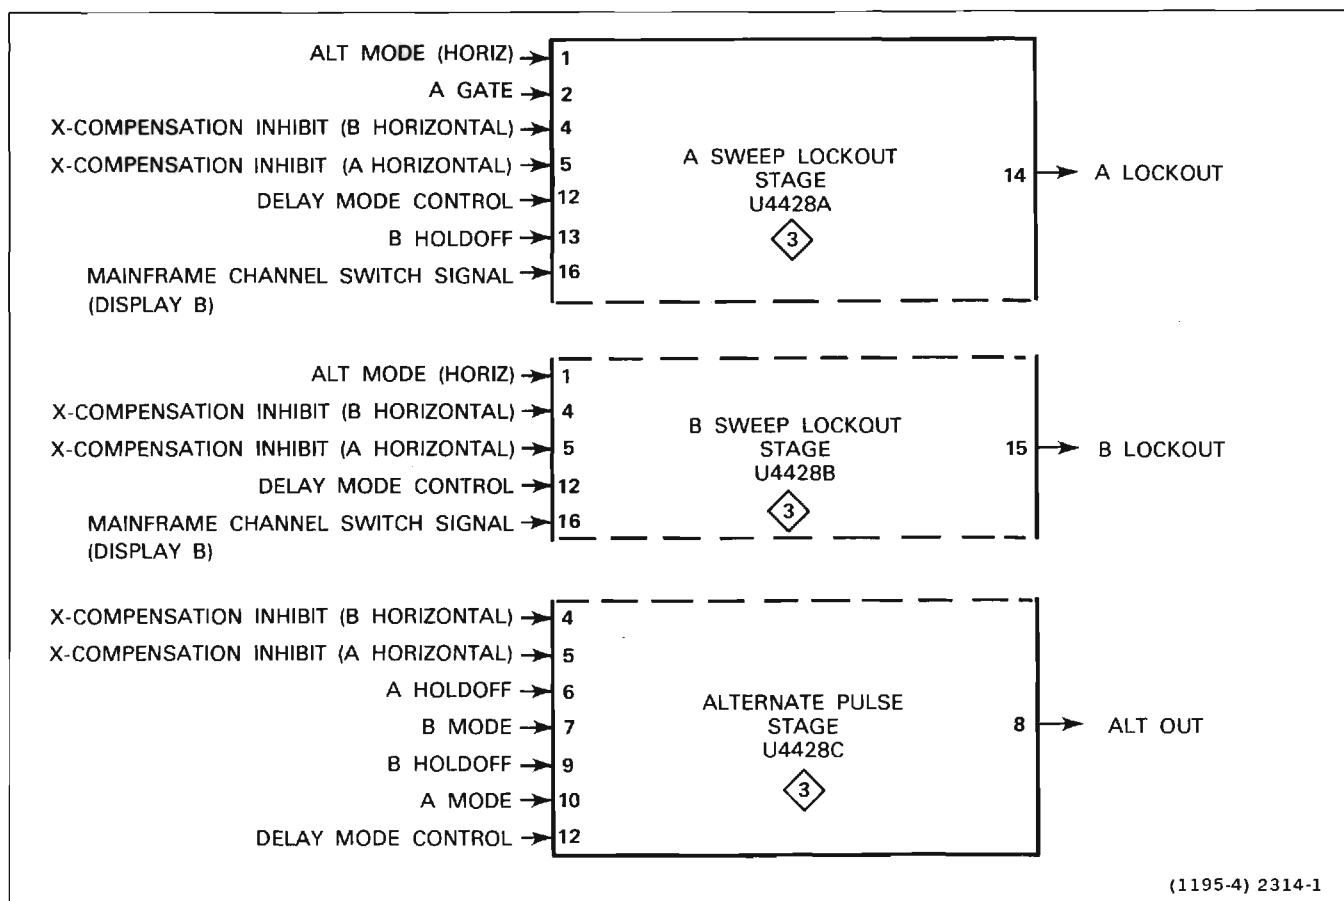 ALT MODE (HORIZ) 1
A GATE 2
X-COMPENSATION INHIBIT (B HORIZONTAL) 4
X-COMPENSATION INHIBIT (A HORIZONTAL) 5
DELAY MODE CONTROL 12
B HOLDOFF 13
MAINFRAME CHANNEL SWITCH SIGNAL 16
(DISPLAY B)
A SWEEP LOCKOUT
STAGE
U4428A
3
14 A LOCKOUT
ALT MODE (HORIZ) 1
X-COMPENSATION INHIBIT (B HORIZONTAL) 4
X-COMPENSATION INHIBIT (A HORIZONTAL) 5
DELAY MODE CONTROL 12
MAINFRAME CHANNEL SWITCH SIGNAL 16
(DISPLAY B)
B SWEEP LOCKOUT
STAGE
U4428B
3
15 B LOCKOUT
X-COMPENSATION INHIBIT (B HORIZONTAL) 4
X-COMPENSATION INHIBIT (A HORIZONTAL) 5
A HOLDOFF 6
B MODE 7
B HOLDOFF 9
A MODE 10
DELAY MODE CONTROL 12
ALTERNATE PULSE
STAGE
U4428C
3
8 ALT OUT
(1195-4) 2314-1